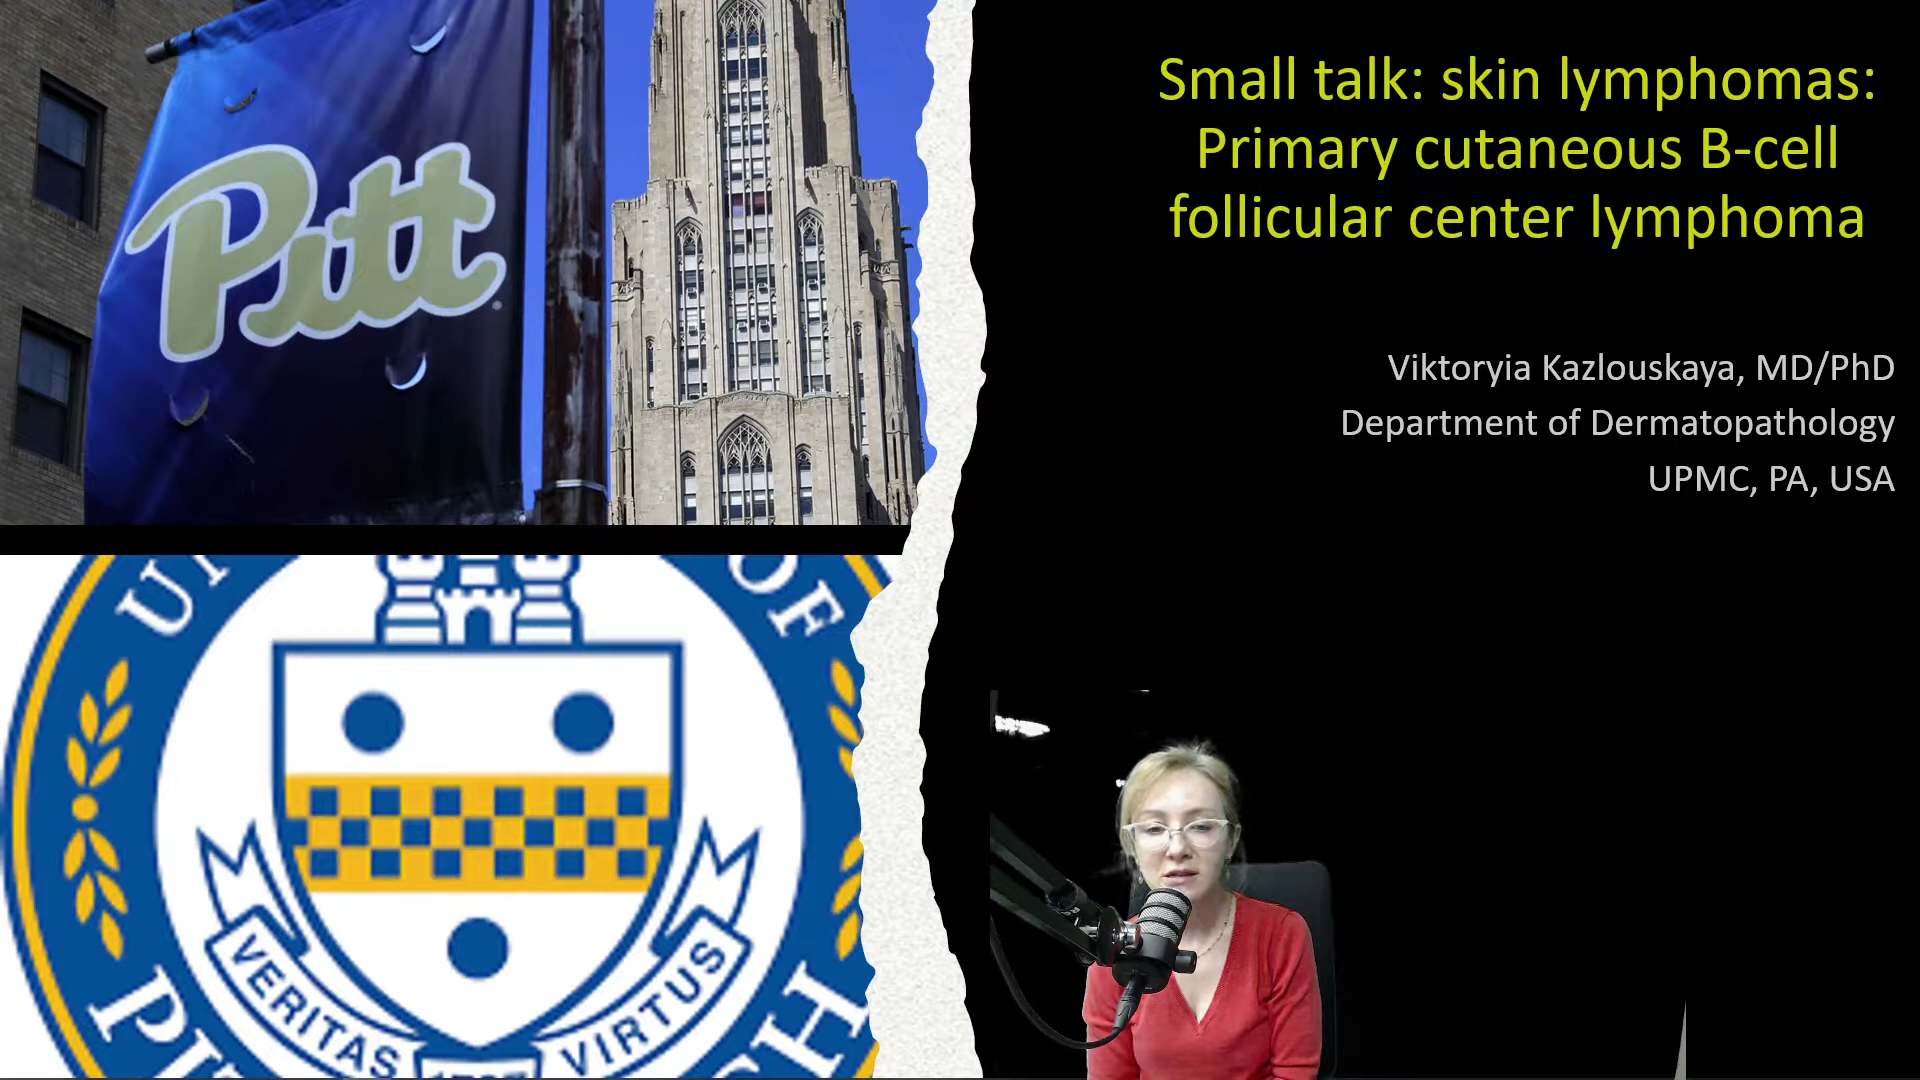 Pitt
Small talk: skin lymphomas:
Primary cutaneous B-cell
follicular center lymphoma
Viktoryia Kazlouskaya, MD/PhD
Department of Dermatopathology
UPMC, PA, USA
OF
VERITAS
VIRTUS